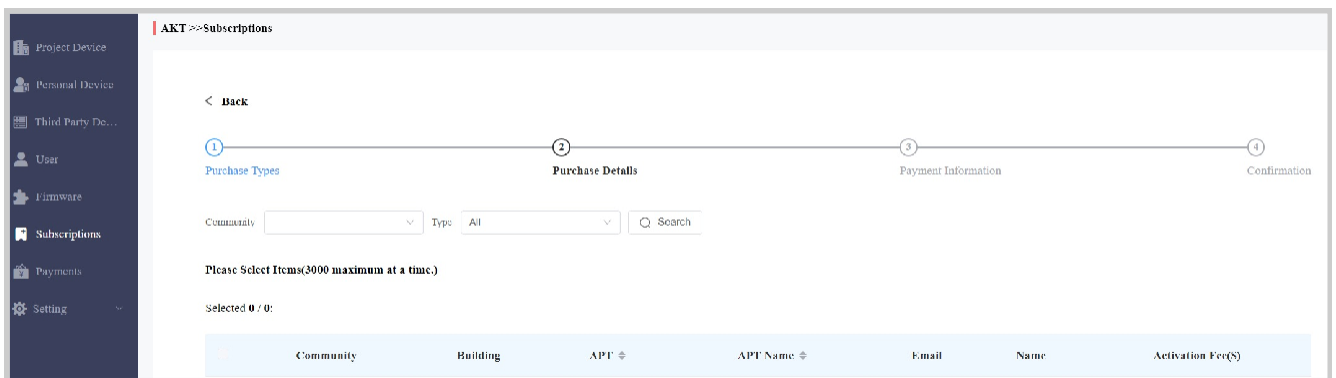 AKT >>Subscriptions
Project Device
Personal Device
Third Party De...
User
Firmware
Subscriptions
Payments
Setting
< Back
1 2 3 4
Purchase Types Purchase Details Payment Information Confirmation
Community Type All Search
Please Select Items(3000 maximum at a time.)
Selected 0 / 0:
Community Building APT APT Name Email Name Activation Fee($)